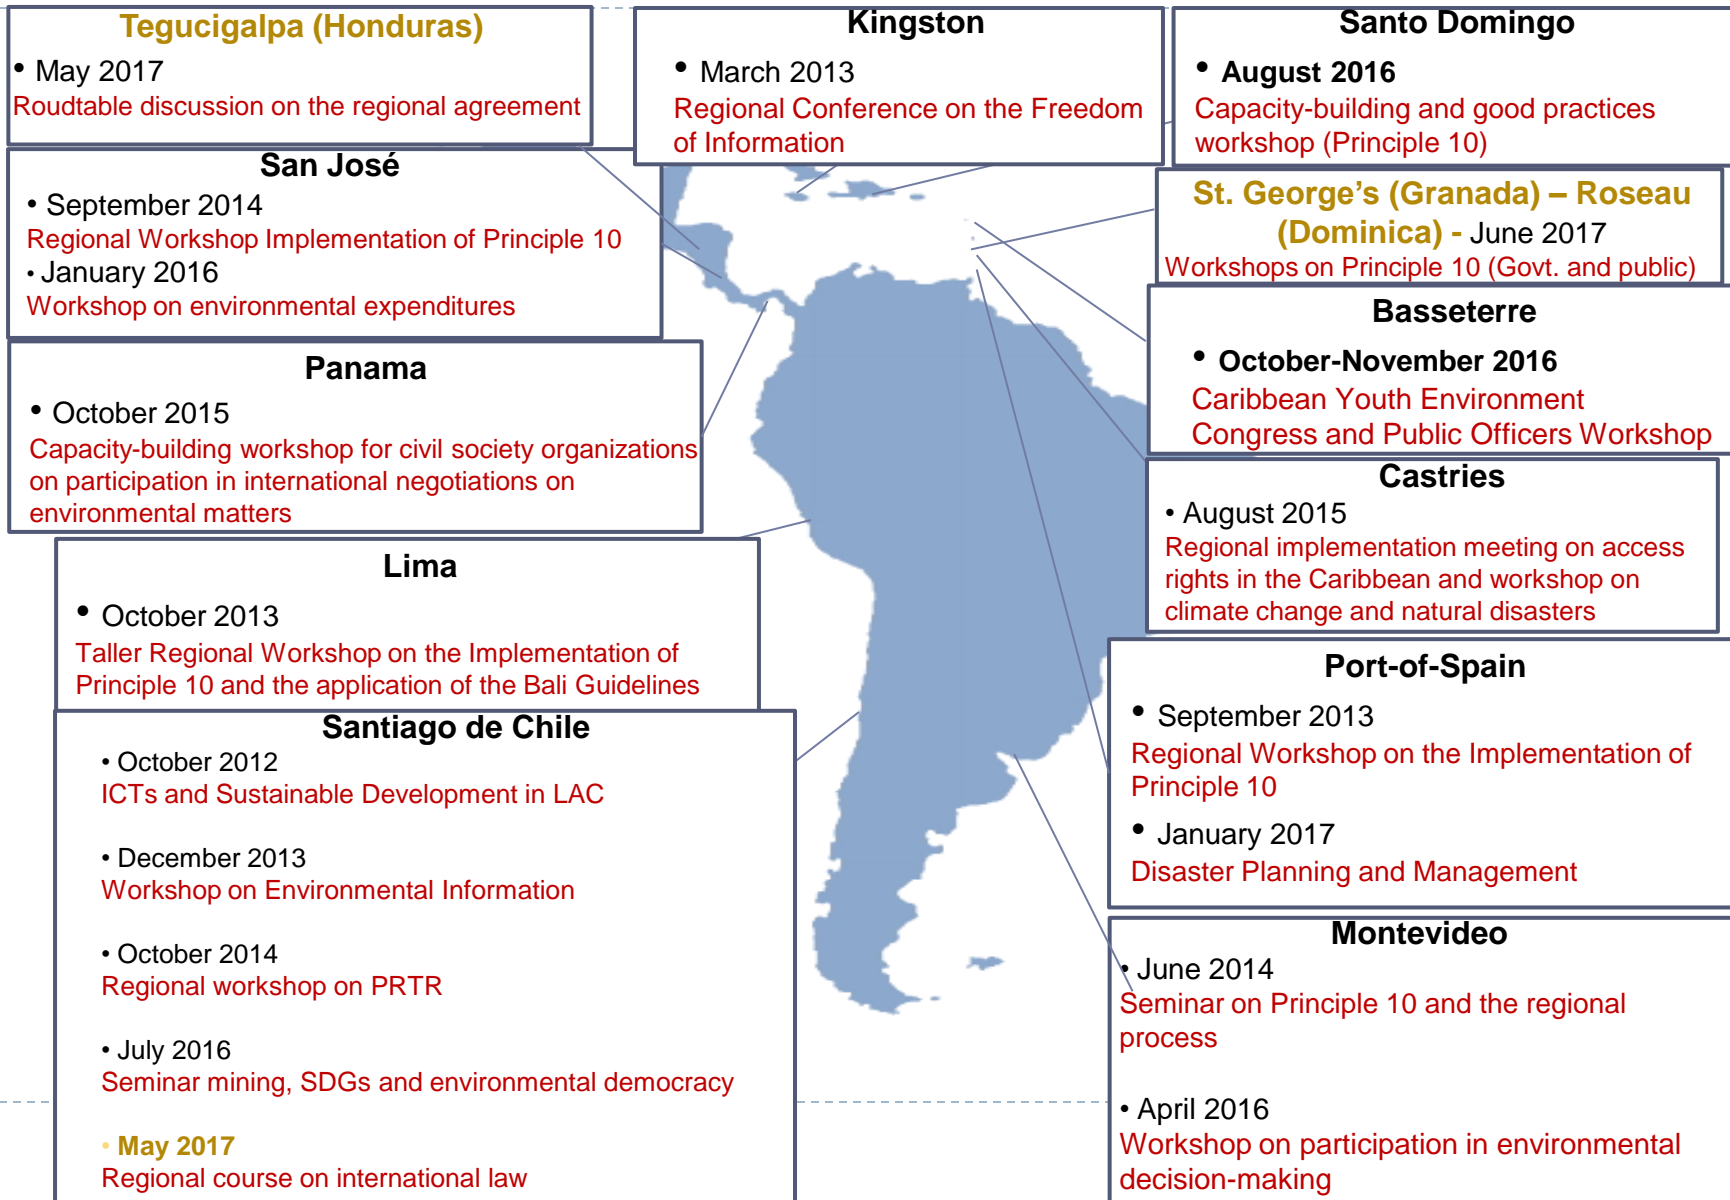 Tegucigalpa (Honduras)
• May 2017
Roudtable discussion on the regional agreement
San José
• September 2014
Regional Workshop Implementation of Principle 10
• January 2016
Workshop on environmental expenditures
Panama
• October 2015
Capacity-building workshop for civil society organizations
on participation in international negotiations on
environmental matters
Lima
• October 2013
Taller Regional Workshop on the Implementation of
Principle 10 and the application of the Bali Guidelines
Santiago de Chile
• October 2012
ICTs and Sustainable Development in LAC
• December 2013
Workshop on Environmental Information
• October 2014
Regional workshop on PRTR
• July 2016
Seminar mining, SDGs and environmental democracy
• May 2017
Regional course on international law
Kingston
• March 2013
Regional Conference on the Freedom
of Information
Santo Domingo
• August 2016
Capacity-building and good practices
workshop (Principle 10)
St. George’s (Granada) – Roseau
(Dominica) - June 2017
Workshops on Principle 10 (Govt. and public)
Basseterre
• October-November 2016
Caribbean Youth Environment
Congress and Public Officers Workshop
Castries
• August 2015
Regional implementation meeting on access
rights in the Caribbean and workshop on
climate change and natural disasters
Port-of-Spain
• September 2013
Regional Workshop on the Implementation of
Principle 10
• January 2017
Disaster Planning and Management
Montevideo
• June 2014
Seminar on Principle 10 and the regional
process
• April 2016
Workshop on participation in environmental
decision-making